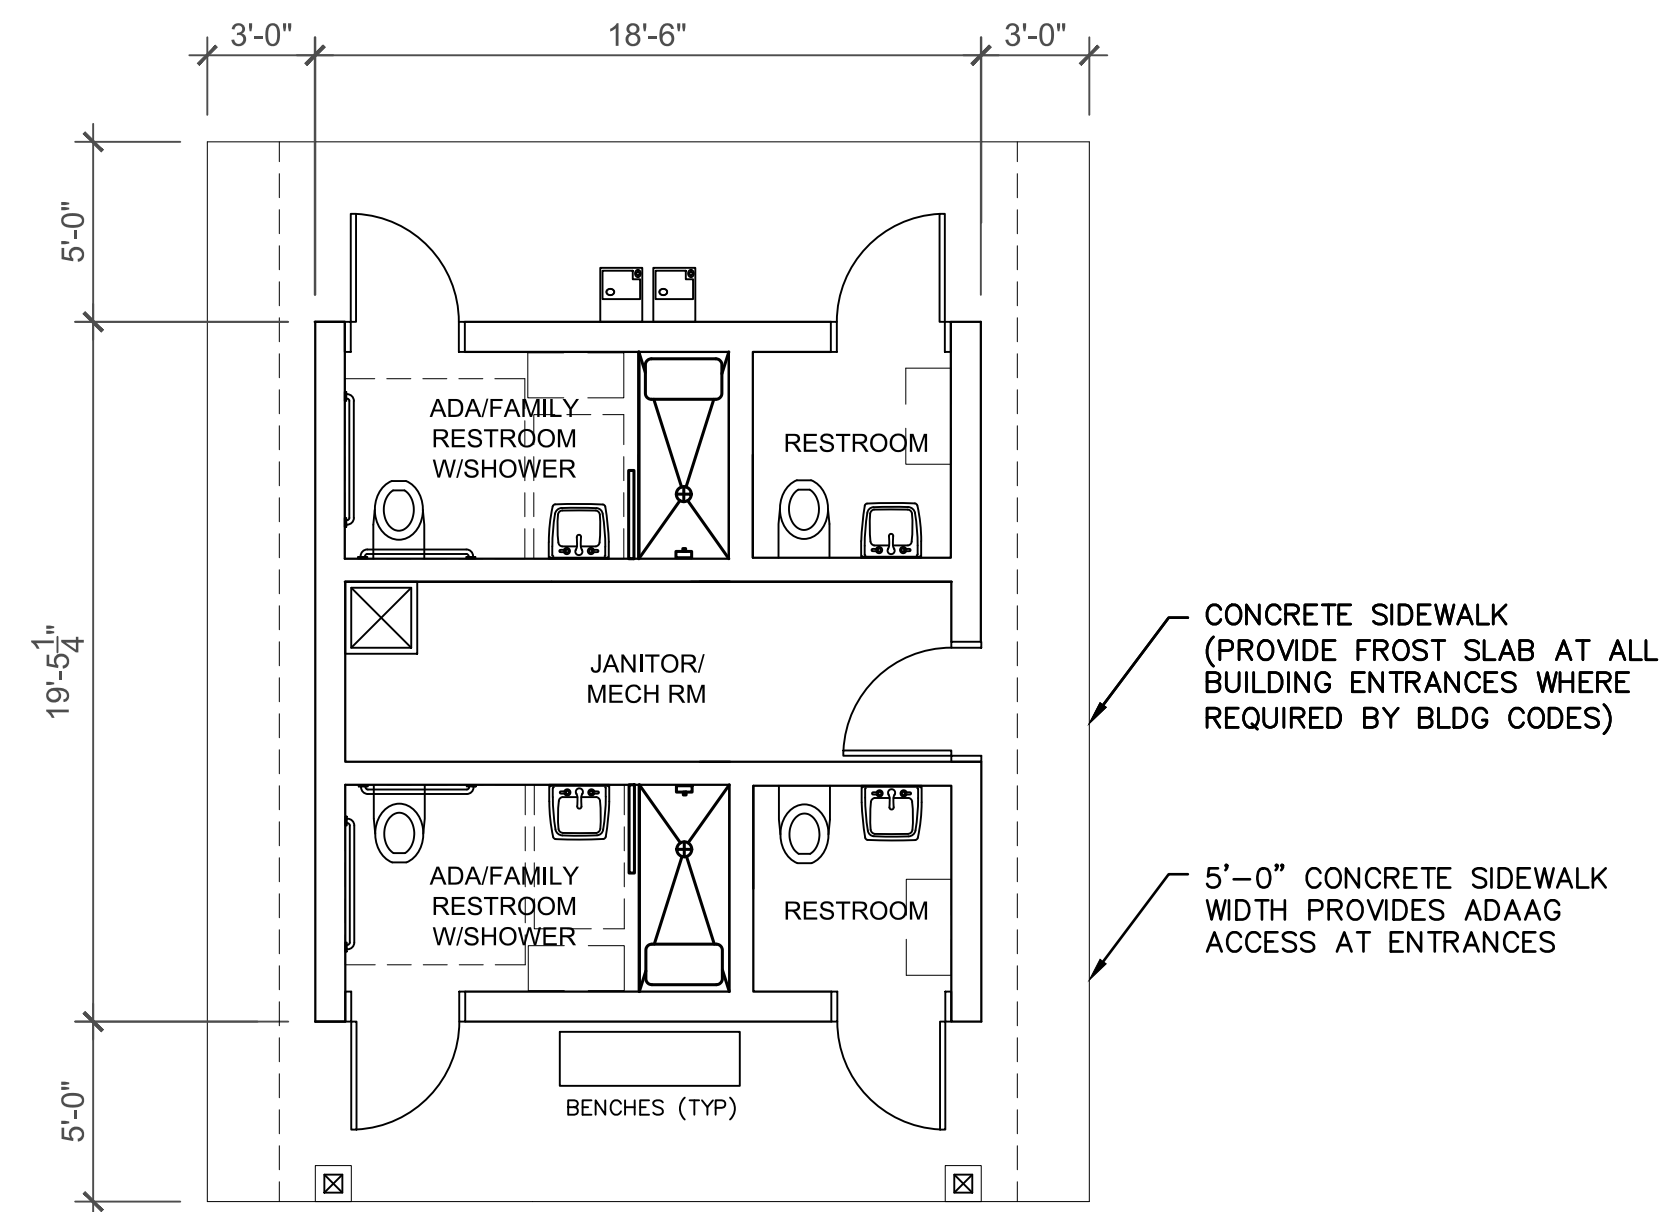 3'-0"
18'-6"
3'-0"
5'-0"
ADA/FAMILY
RESTROOM
W/SHOWER
RESTROOM
19'-5 1/4"
JANITOR/
MECH RM
CONCRETE SIDEWALK
(PROVIDE FROST SLAB AT ALL
BUILDING ENTRANCES WHERE
REQUIRED BY BLDG CODES)
ADA/FAMILY
RESTROOM
W/SHOWER
RESTROOM
5'-0" CONCRETE SIDEWALK
WIDTH PROVIDES ADAAG
ACCESS AT ENTRANCES
5'-0"
BENCHES (TYP)